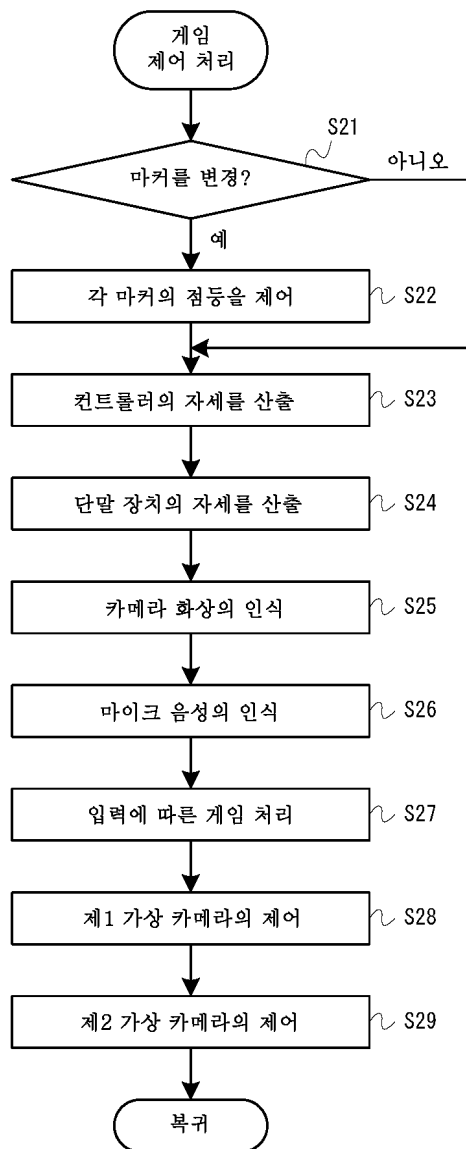 게임
제어 처리
S21
마커를 변경?
아니오
예
각 마커의 점등을 제어
S22
컨트롤러의 자세를 산출
S23
단말 장치의 자세를 산출
S24
카메라 화상의 인식
S25
마이크 음성의 인식
S26
입력에 따른 게임 처리
S27
제1 가상 카메라의 제어
S28
제2 가상 카메라의 제어
S29
복귀